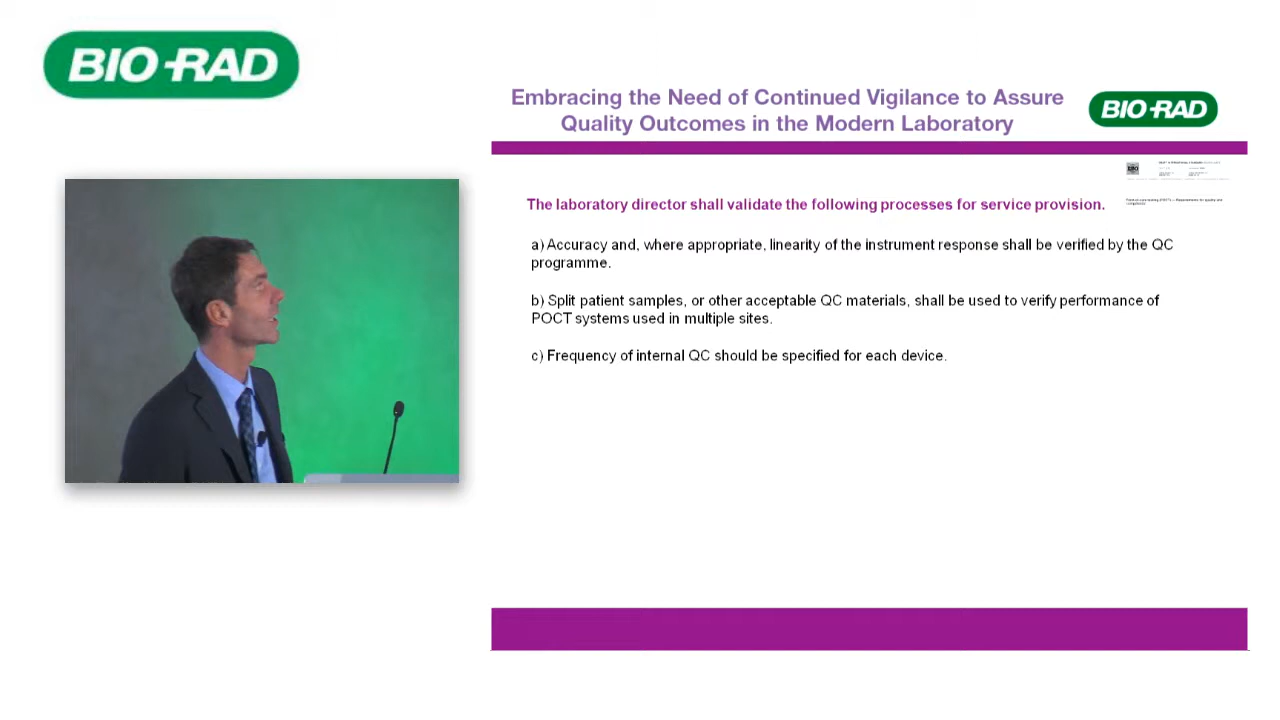 BIO-RAD
Embracing the Need of Continued Vigilance to Assure
Quality Outcomes in the Modern Laboratory
BIO-RAD
The laboratory director shall validate the following processes for service provision.
a) Accuracy and, where appropriate, linearity of the instrument response shall be verified by the QC
programme.
b) Split patient samples, or other acceptable QC materials, shall be used to verify performance of
POCT systems used in multiple sites.
c) Frequency of internal QC should be specified for each device.